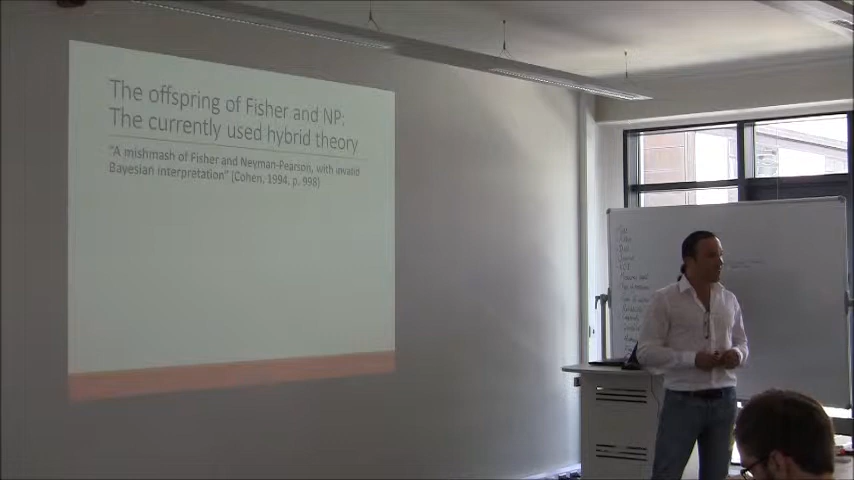 The offspring of Fisher and NP:
The currently used hybrid theory
"A mishmash of Fisher and Neyman-Pearson, with invalid
Bayesian interpretation" (Cohen, 1994, p. 998)